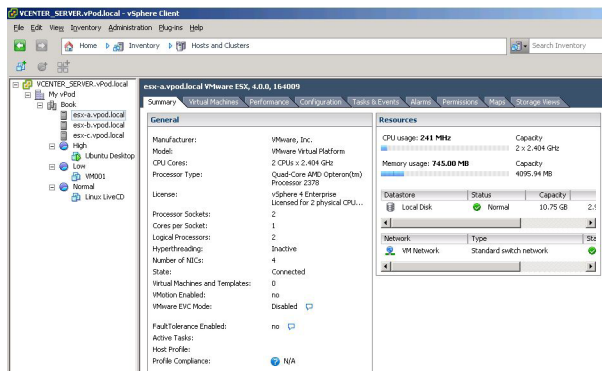 VCENTER_SERVER.vPod.local - vSphere Client
File Edit View Inventory Administration Plug-ins Help
Home Inventory Hosts and Clusters Search Inventory
VCENTER_SERVER.vPod.local
My vPod
Book
esx-a.vpod.local
esx-b.vpod.local
esx-c.vpod.local
High
Ubuntu Desktop
Low
VM001
Normal
Linux LiveCD
esx-a.vpod.local VMware ESX, 4.0.0, 164009
Summary Virtual Machines Performance Configuration Tasks & Events Alarms Permissions Maps Storage Views
General
Manufacturer: VMware, Inc.
Model: VMware Virtual Platform
CPU Cores: 2 CPUs x 2.404 GHz
Processor Type: Quad-Core AMD Opteron(tm)
Processor 2378
License: vSphere 4 Enterprise
Licensed for 2 physical CPU...
Processor Sockets: 2
Cores per Socket: 1
Logical Processors: 2
Hyperthreading: Inactive
Number of NICs: 4
State: Connected
Virtual Machines and Templates: 0
VMotion Enabled: no
VMware EVC Mode: Disabled
FaultTolerance Enabled: no
Active Tasks:
Host Profile:
Profile Compliance: N/A
Resources
CPU usage: 241 MHz Capacity
2 x 2.404 GHz
Memory usage: 745.00 MB Capacity
4095.94 MB
Datastore Status Capacity
Local Disk Normal 10.75 GB 2.9
Network Type Sta
VM Network Standard switch network